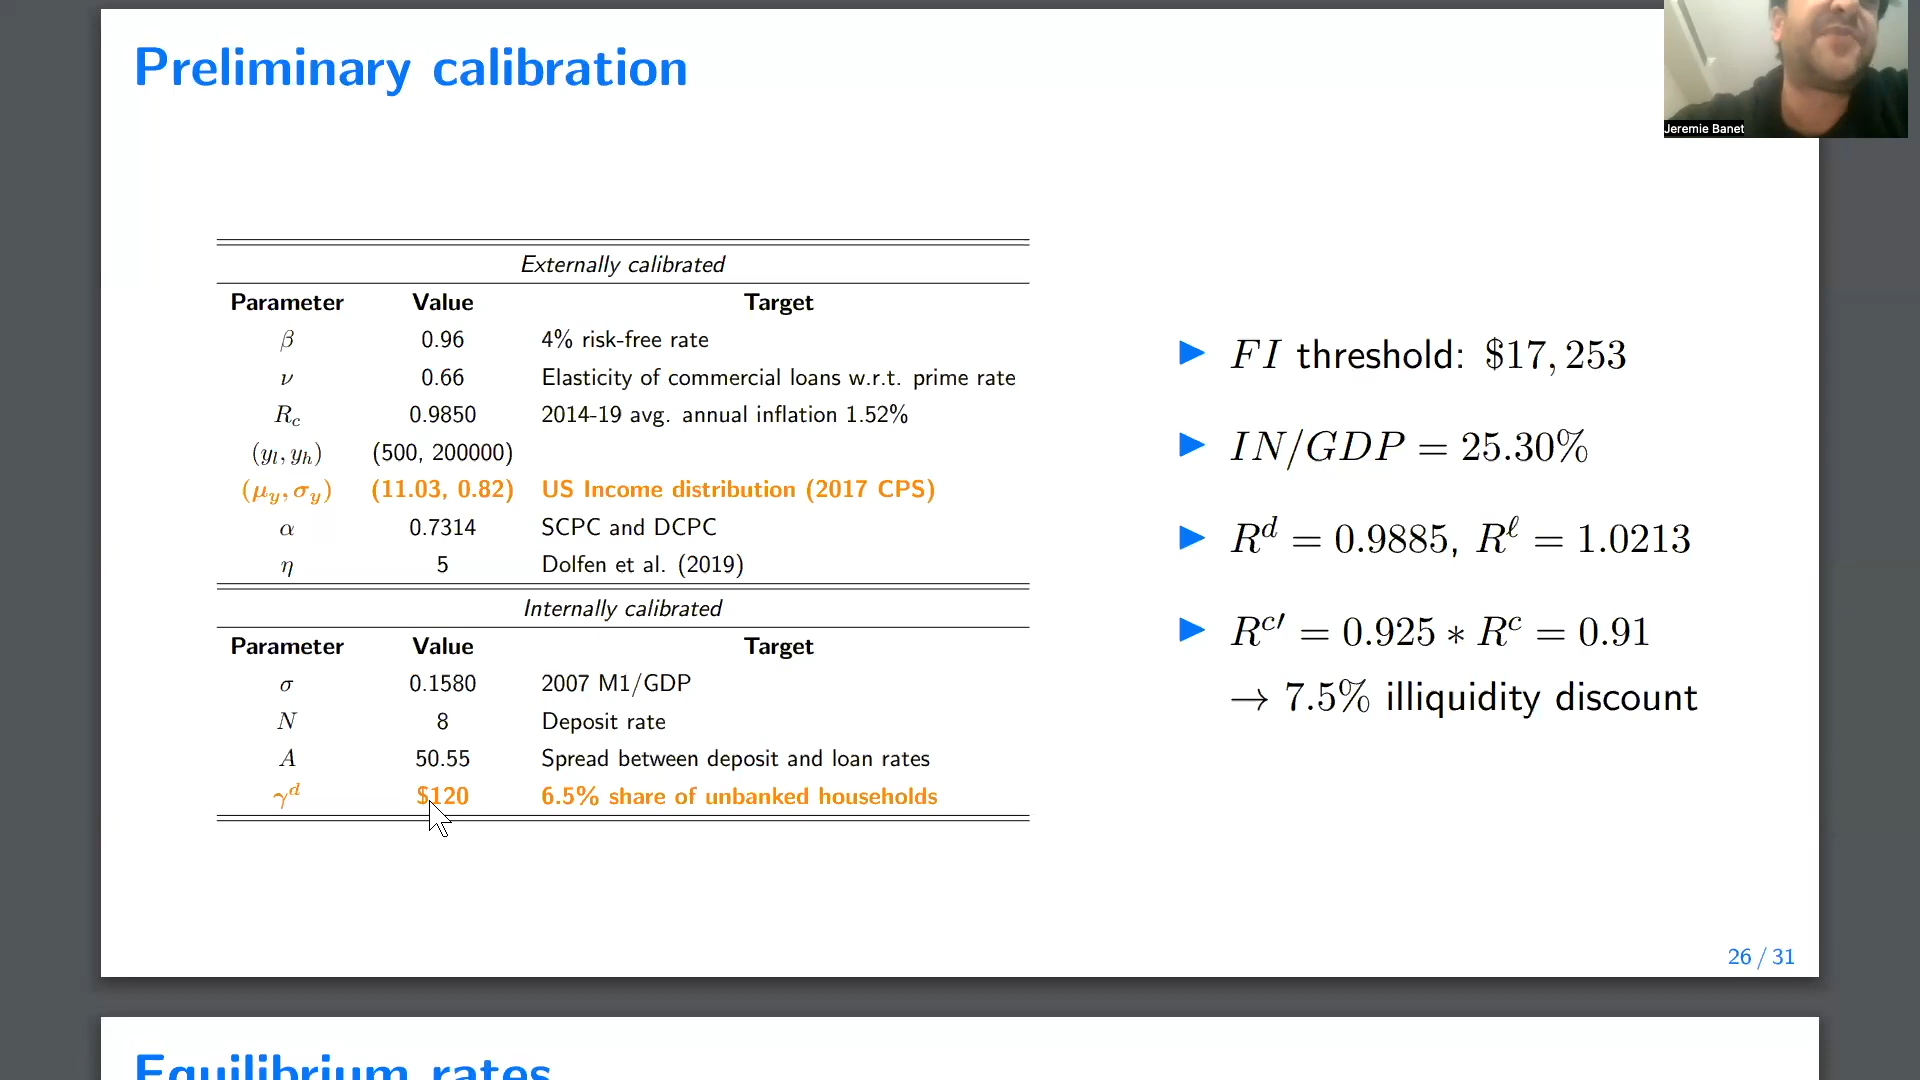 Preliminary calibration
Jeremie Banet
Externally calibrated
Parameter Value Target
β 0.96 4% risk-free rate
ν 0.66 Elasticity of commercial loans w.r.t. prime rate
R_c 0.9850 2014-19 avg. annual inflation 1.52%
(y_l, y_h) (500, 200000)
(μ_y, σ_y) (11.03, 0.82) US Income distribution (2017 CPS)
α 0.7314 SCPC and DCPC
η 5 Dolfen et al. (2019)
Internally calibrated
Parameter Value Target
σ 0.1580 2007 M1/GDP
N 8 Deposit rate
A 50.55 Spread between deposit and loan rates
γ^d $120 6.5% share of unbanked households
▶ FI threshold: $17,253
▶ IN/GDP = 25.30%
▶ R^d = 0.9885, R^ℓ = 1.0213
▶ R^c′ = 0.925 ∗ R^c = 0.91
→ 7.5% illiquidity discount
26 / 31
Equilibrium rates